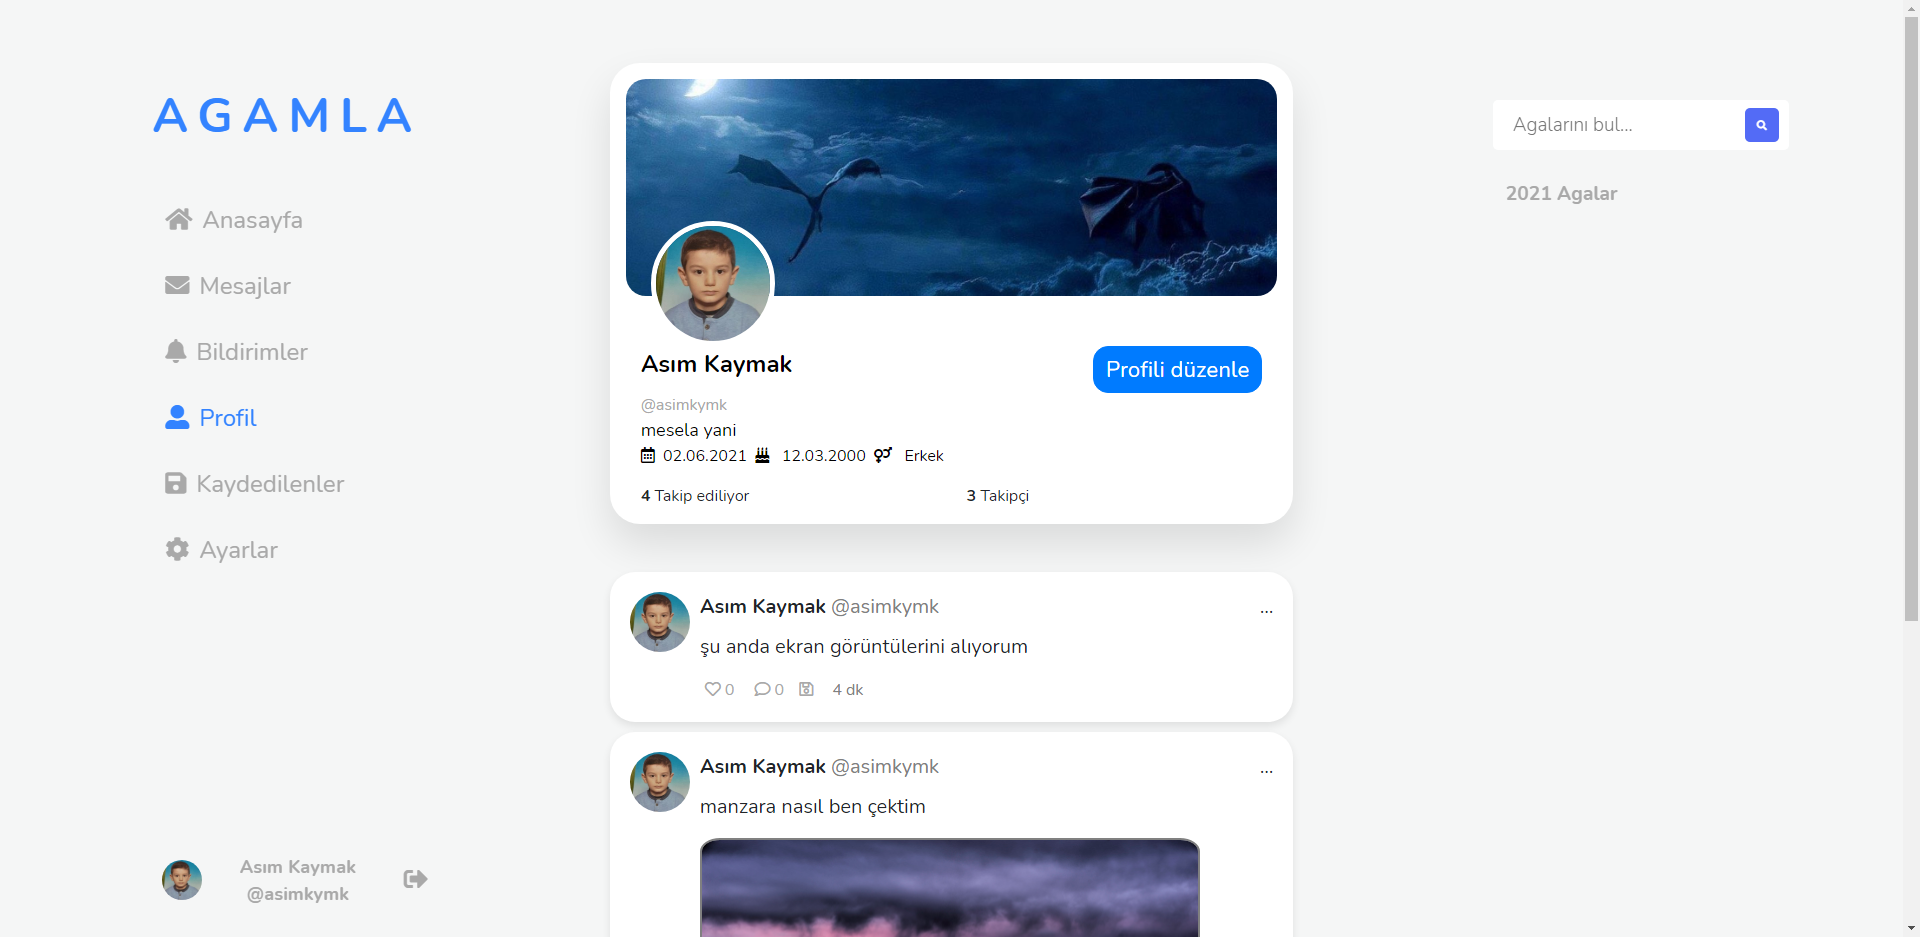 AGAMLA
Anasayfa
Mesajlar
Bildirimler
Profil
Kaydedilenler
Ayarlar
Asım Kaymak
@asimkymk
Asım Kaymak
Profili düzenle
@asimkymk
mesela yani
02.06.2021 12.03.2000 Erkek
4 Takip ediliyor 3 Takipçi
Asım Kaymak @asimkymk ...
şu anda ekran görüntülerini alıyorum
0 0 4 dk
Asım Kaymak @asimkymk ...
manzara nasıl ben çektim
Agalarını bul...
2021 Agalar